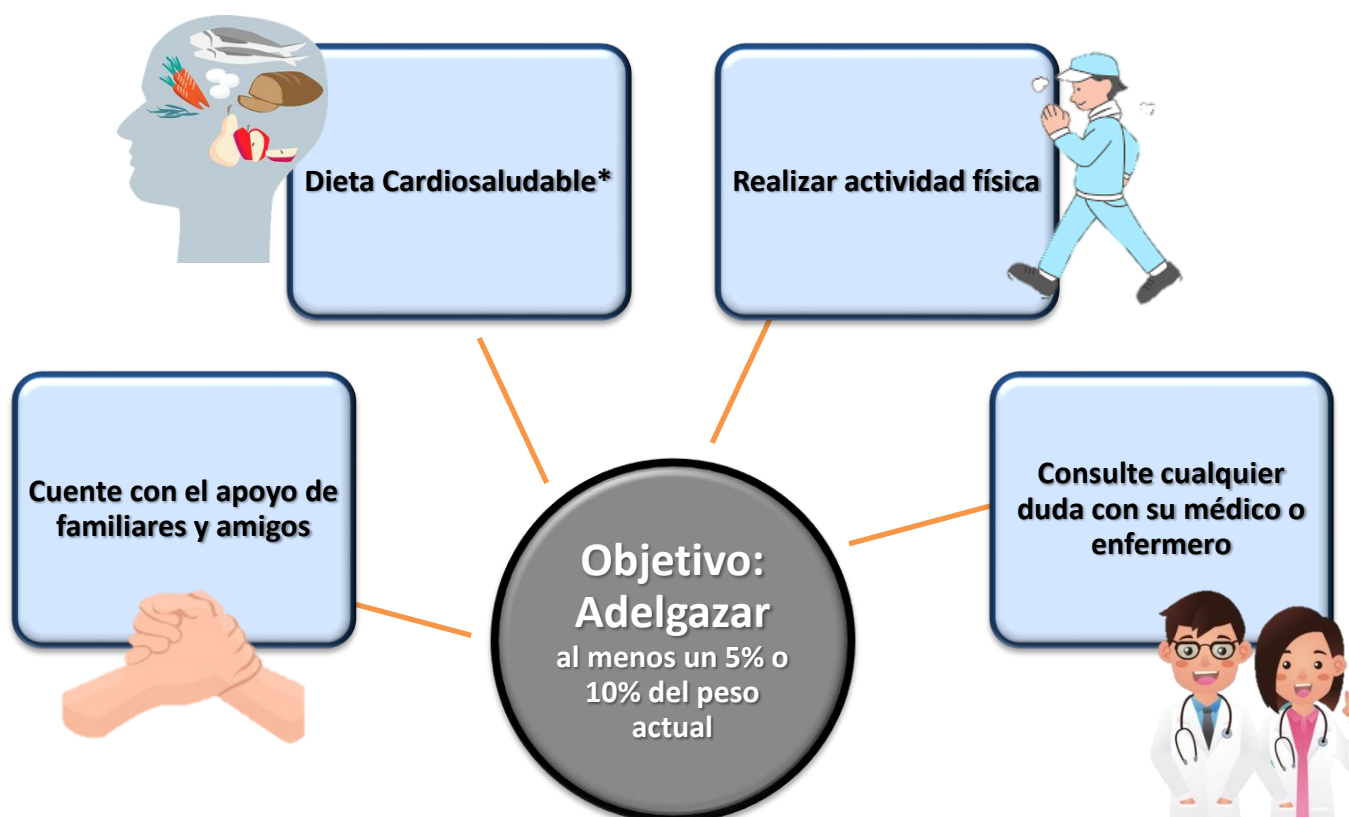 Dieta Cardiosaludable*
Realizar actividad física
Cuente con el apoyo de
familiares y amigos
Consulte cualquier
duda con su médico o
enfermero
Objetivo:
Adelgazar
al menos un 5% o
10% del peso
actual